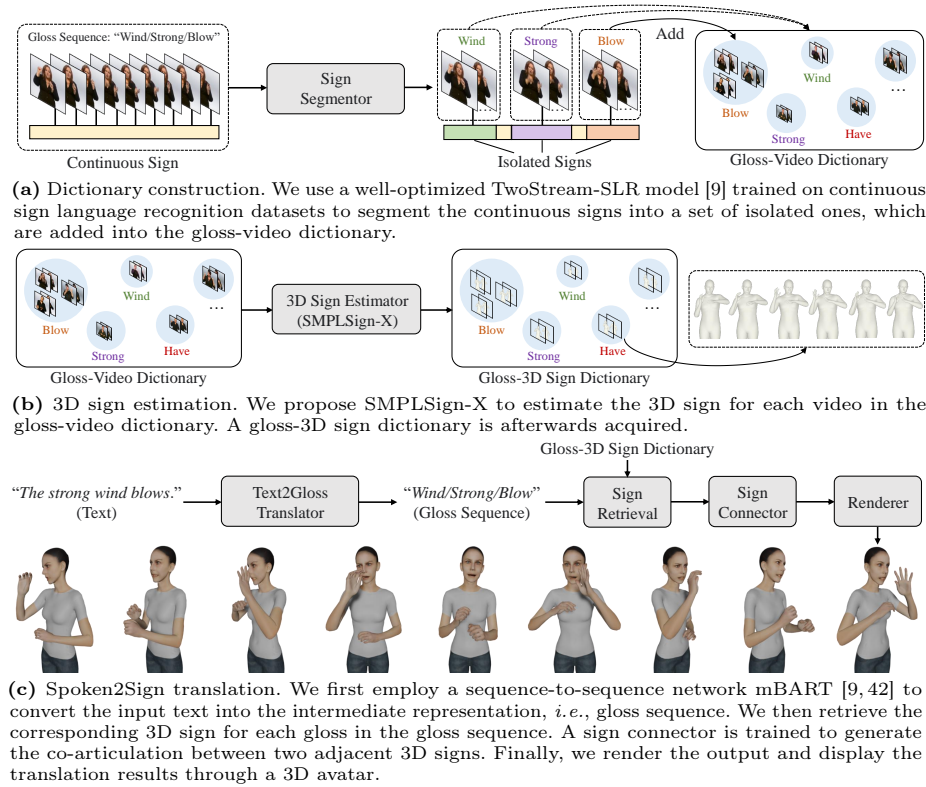 Gloss Sequence: “Wind/Strong/Blow”
Continuous Sign
Sign
Segmentor
Wind
Strong
Blow
Isolated Signs
Add
Wind
Blow
Strong
Have
...
Gloss-Video Dictionary
(a) Dictionary construction. We use a well-optimized TwoStream-SLR model [9] trained on continuous
sign language recognition datasets to segment the continuous signs into a set of isolated ones, which
are added into the gloss-video dictionary.
Wind
Blow
Strong
Have
...
Gloss-Video Dictionary
3D Sign Estimator
(SMPLSign-X)
Wind
Blow
Strong
Have
...
Gloss-3D Sign Dictionary
(b) 3D sign estimation. We propose SMPLSign-X to estimate the 3D sign for each video in the
gloss-video dictionary. A gloss-3D sign dictionary is afterwards acquired.
Gloss-3D Sign Dictionary
“The strong wind blows.”
(Text)
Text2Gloss
Translator
“Wind/Strong/Blow”
(Gloss Sequence)
Sign
Retrieval
Sign
Connector
Renderer
(c) Spoken2Sign translation. We first employ a sequence-to-sequence network mBART [9, 42] to
convert the input text into the intermediate representation, i.e., gloss sequence. We then retrieve the
corresponding 3D sign for each gloss in the gloss sequence. A sign connector is trained to generate
the co-articulation between two adjacent 3D signs. Finally, we render the output and display the
translation results through a 3D avatar.